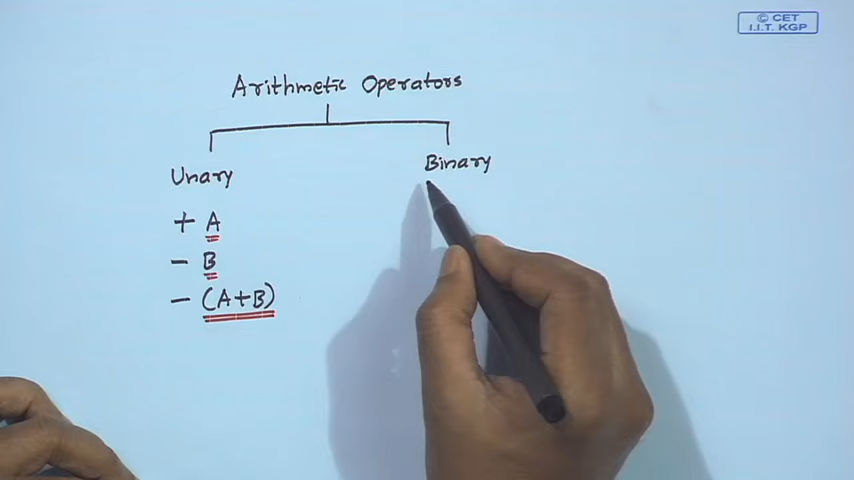 © CET
I.I.T. KGP
Arithmetic Operators
Unary
Binary
+ A
- B
- (A+B)